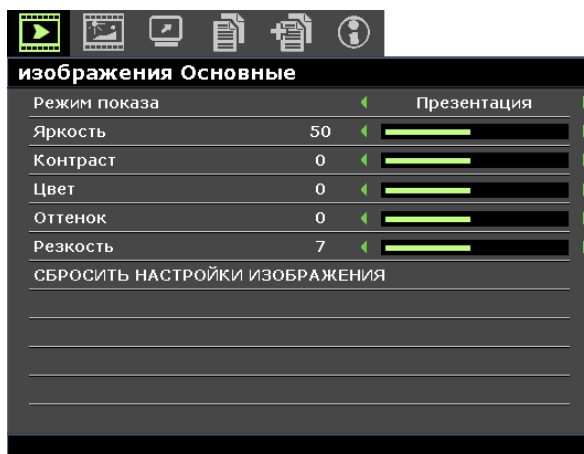 изображения Основные
Режим показа Презентация
Яркость 50
Контраст 0
Цвет 0
Оттенок 0
Резкость 7
СБРОСИТЬ НАСТРОЙКИ ИЗОБРАЖЕНИЯ